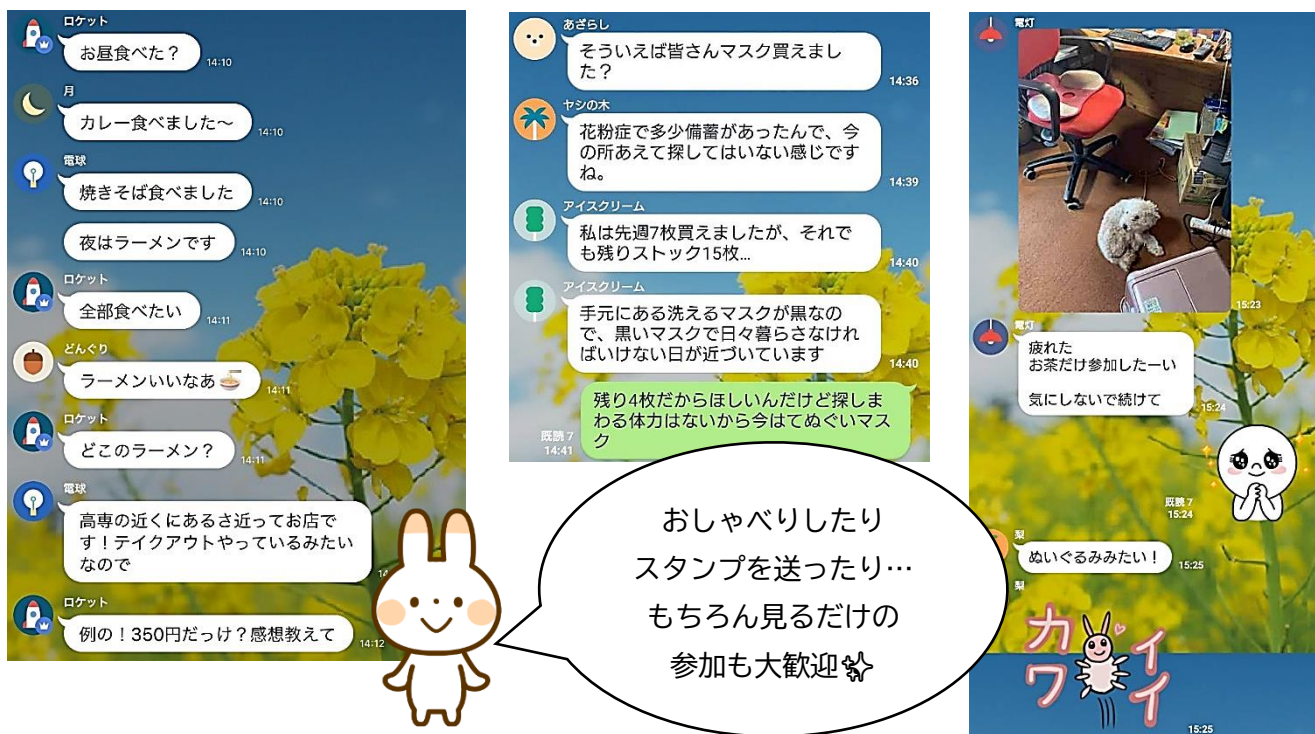 ロケット
お昼食べた？
14:10
月
カレー食べました〜
14:10
電球
焼きそば食べました
14:10
夜はラーメンです
14:10
ロケット
全部食べたい
14:11
どんぐり
ラーメンいいなあ🍜
14:11
ロケット
どこのラーメン？
14:11
電球
高専の近くにあるさ近ってお店で
す！テイクアウトやっているみたい
なので
ロケット
例の！350円だっけ？感想教えて
14:12
あざらし
そういえば皆さんマスク買えまし
た？
14:36
ヤシの木
花粉症で多少備蓄があったんで、今
の所あえて探してはいない感じです
ね。
14:39
アイスクリーム
私は先週7枚買えましたが、それで
も残りストック15枚...
14:40
アイスクリーム
手元にある洗えるマスクが黒なの
で、黒いマスクで日々暮らさなけれ
ばいけない日が近づいています
14:40
残り4枚だからほしいんだけど探しま
わる体力はないから今はてぬぐいマス
ク
既読 7
14:41
電灯
15:23
電灯
疲れた
お茶だけ参加したーい
気にしないで続けて
15:24
既読 7
15:24
梨
ぬいぐるみみたい！
15:25
梨
カワイイ
15:25
おしゃべりしたり
スタンプを送ったり…
もちろん見るだけの
参加も大歓迎✨